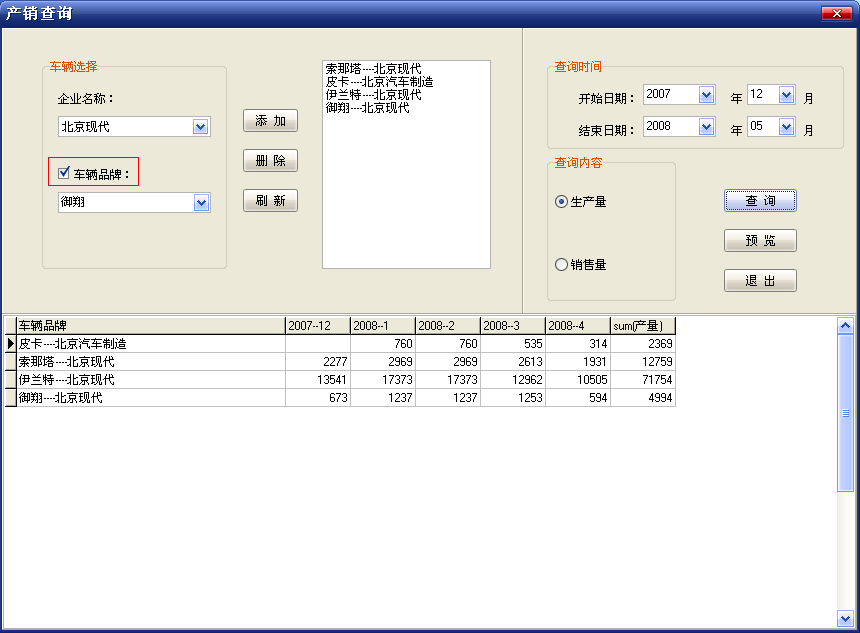 产销查询
车辆选择
企业名称：
北京现代
车辆品牌：
御翔
添 加
删 除
刷 新
索那塔---北京现代
皮卡---北京汽车制造
伊兰特---北京现代
御翔---北京现代
查询时间
开始日期： 2007 年 12 月
结束日期： 2008 年 05 月
查询内容
生产量
销售量
查 询
预 览
退 出
车辆品牌 2007--12 2008--1 2008--2 2008--3 2008--4 sum(产量)
皮卡---北京汽车制造 760 760 535 314 2369
索那塔---北京现代 2277 2969 2969 2613 1931 12759
伊兰特---北京现代 13541 17373 17373 12962 10505 71754
御翔---北京现代 673 1237 1237 1253 594 4994